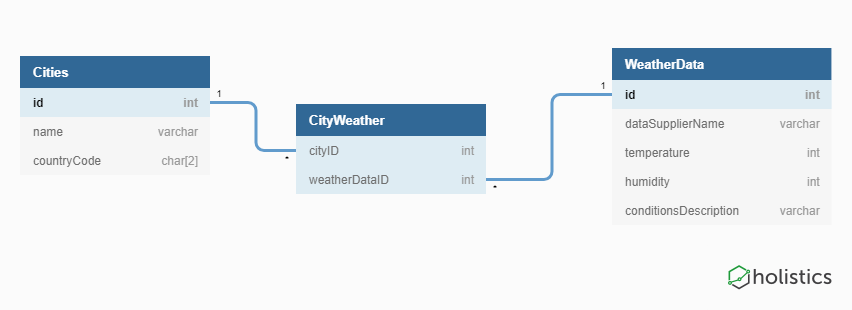 Cities
id int
name varchar
countryCode char[2]
1
*
CityWeather
cityID int
weatherDataID int
*
1
WeatherData
id int
dataSupplierName varchar
temperature int
humidity int
conditionsDescription varchar
holistics